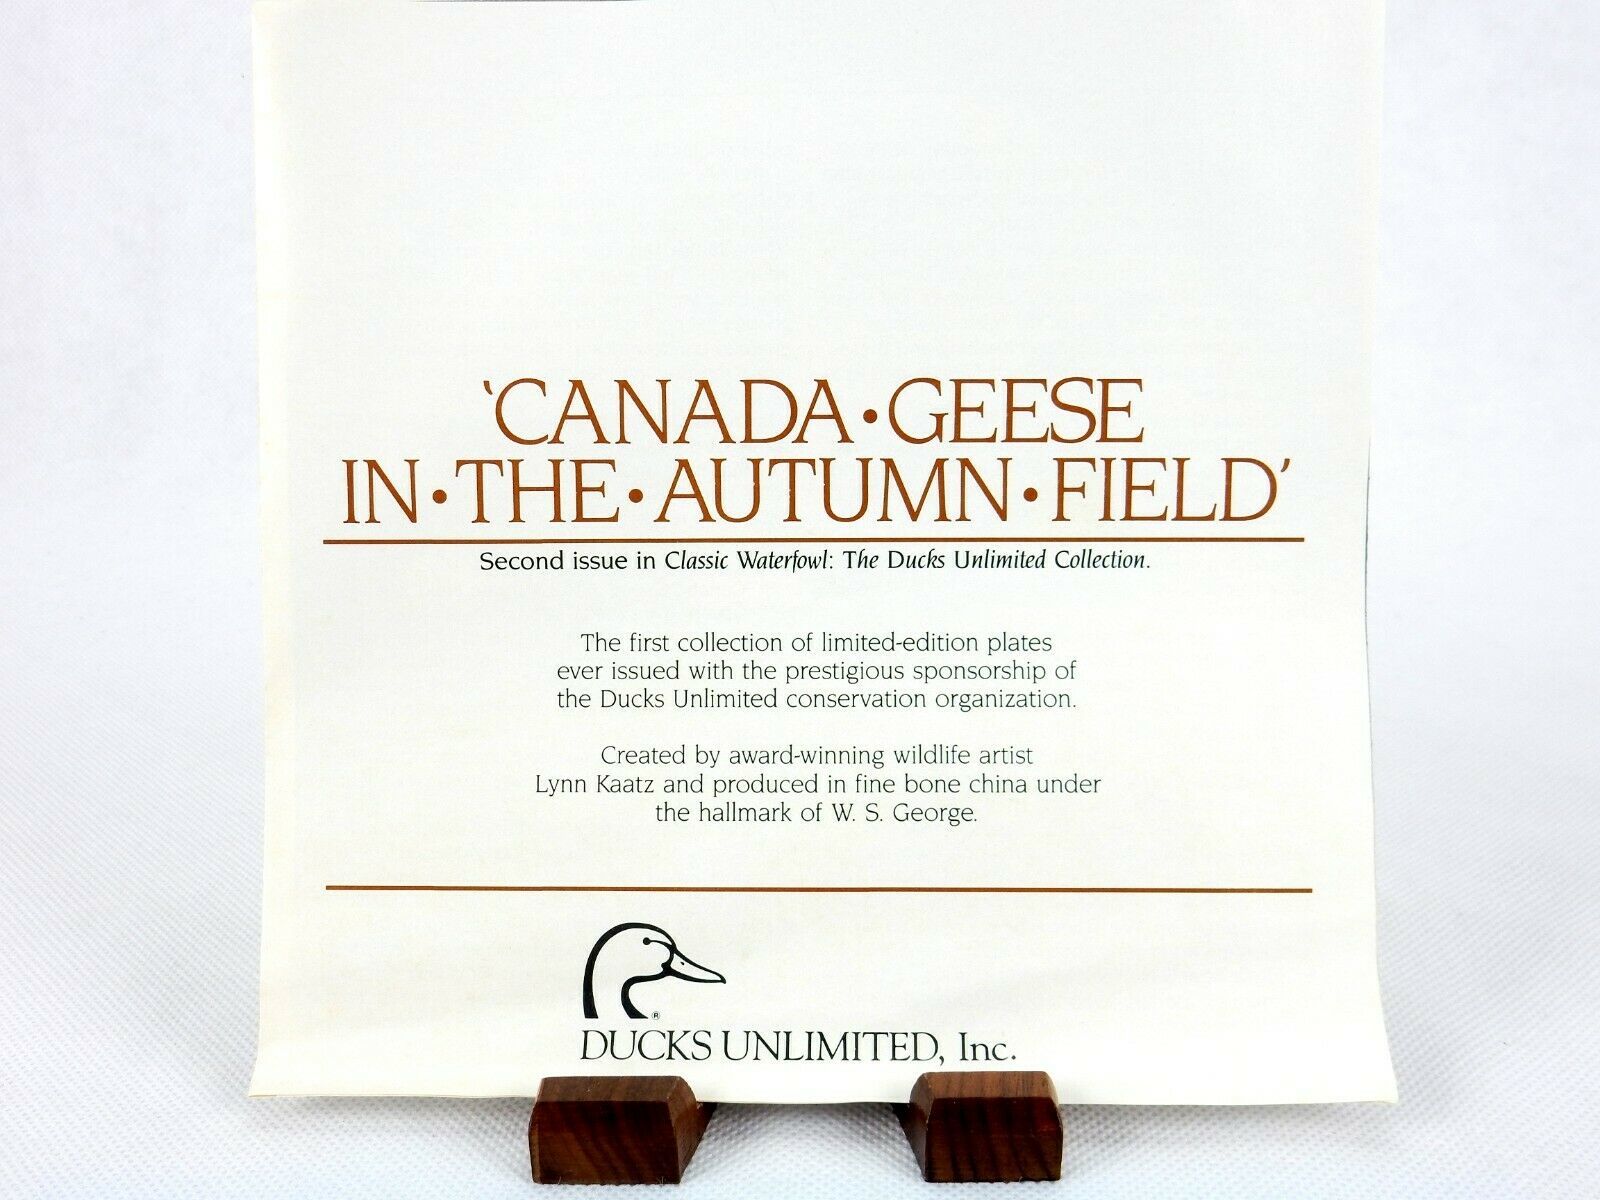 ‘CANADA•GEESE
IN•THE•AUTUMN•FIELD’
Second issue in Classic Waterfowl: The Ducks Unlimited Collection.
The first collection of limited-edition plates
ever issued with the prestigious sponsorship of
the Ducks Unlimited conservation organization.
Created by award-winning wildlife artist
Lynn Kaatz and produced in fine bone china under
the hallmark of W. S. George.
®
DUCKS UNLIMITED, Inc.